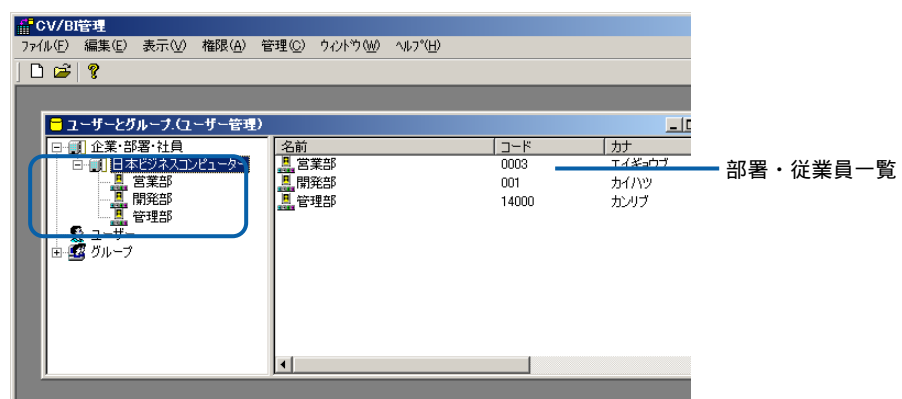 CV/BI管理
ファイル(F) 編集(E) 表示(V) 権限(A) 管理(C) ウィンドウ(W) ヘルプ(H)
ユーザーとグループ.(ユーザー管理)
企業・部署・社員
日本ビジネスコンピューター
営業部
開発部
管理部
ユーザー
グループ
名前 コード カナ
営業部 0003 エイギョウブ
開発部 001 カイハツ
管理部 14000 カンリブ
部署・従業員一覧